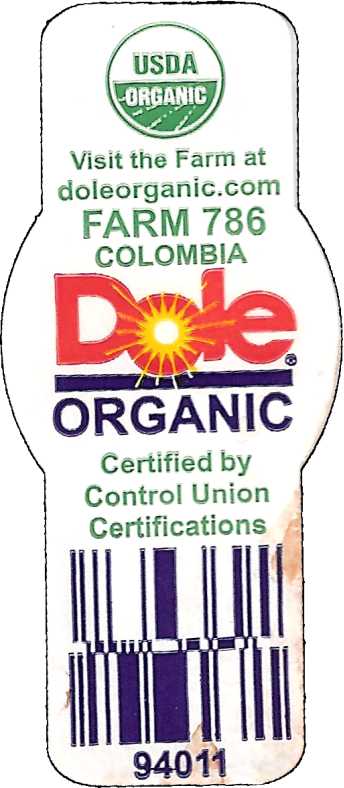 USDA
ORGANIC
Visit the Farm at
doleorganic.com
FARM 786
COLOMBIA
Dole®
ORGANIC
Certified by
Control Union
Certifications
94011